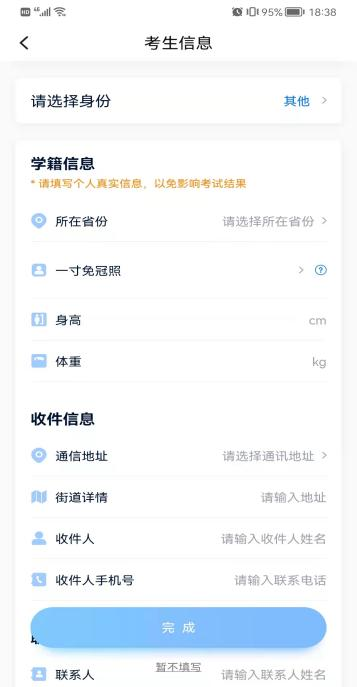 HD 4G 95% 18:38
考生信息
请选择身份 其他 >
学籍信息
* 请填写个人真实信息，以免影响考试结果
所在省份 请选择所在省份 >
一寸免冠照 > ?
身高 cm
体重 kg
收件信息
通信地址 请选择通讯地址 >
街道详情 请输入地址
收件人 请输入收件人姓名
收件人手机号 请输入联系电话
完成
暂不填写
联系人 请输入联系人姓名